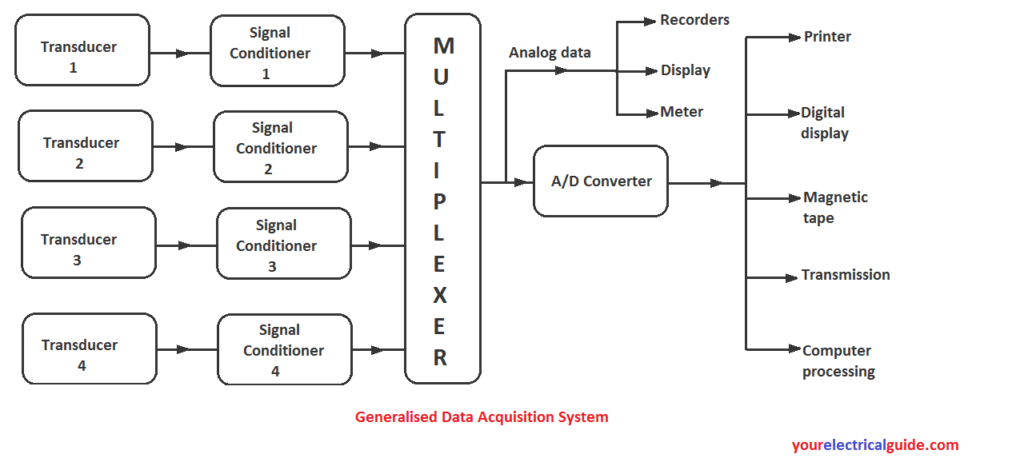 Transducer
1
Signal
Conditioner
1
Transducer
2
Signal
Conditioner
2
Transducer
3
Signal
Conditioner
3
Transducer
4
Signal
Conditioner
4
M
U
L
T
I
P
L
E
X
E
R
Analog data
Recorders
Display
Meter
A/D Converter
Printer
Digital
display
Magnetic
tape
Transmission
Computer
processing
Generalised Data Acquisition System
yourelectricalguide.com